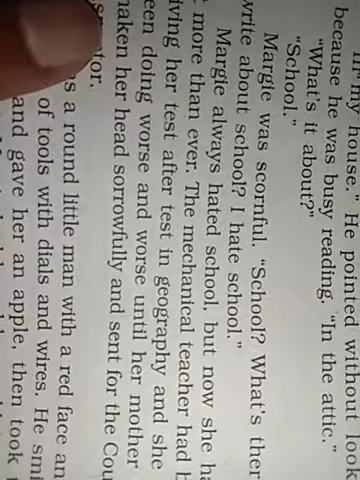 in my house." He pointed without look
because he was busy reading. "In the attic."
"What's it about?"
"School."
Margie was scornful. "School? What's ther
write about school? I hate school."
Margie always hated school, but now she ha
more than ever. The mechanical teacher had b
iving her test after test in geography and she
een doing worse and worse until her mother
haken her head sorrowfully and sent for the Cou
tor.
s a round little man with a red face an
of tools with dials and wires. He smi
and gave her an apple, then took